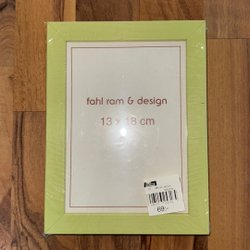 fahl ram & design
13 x 18 cm
69:-